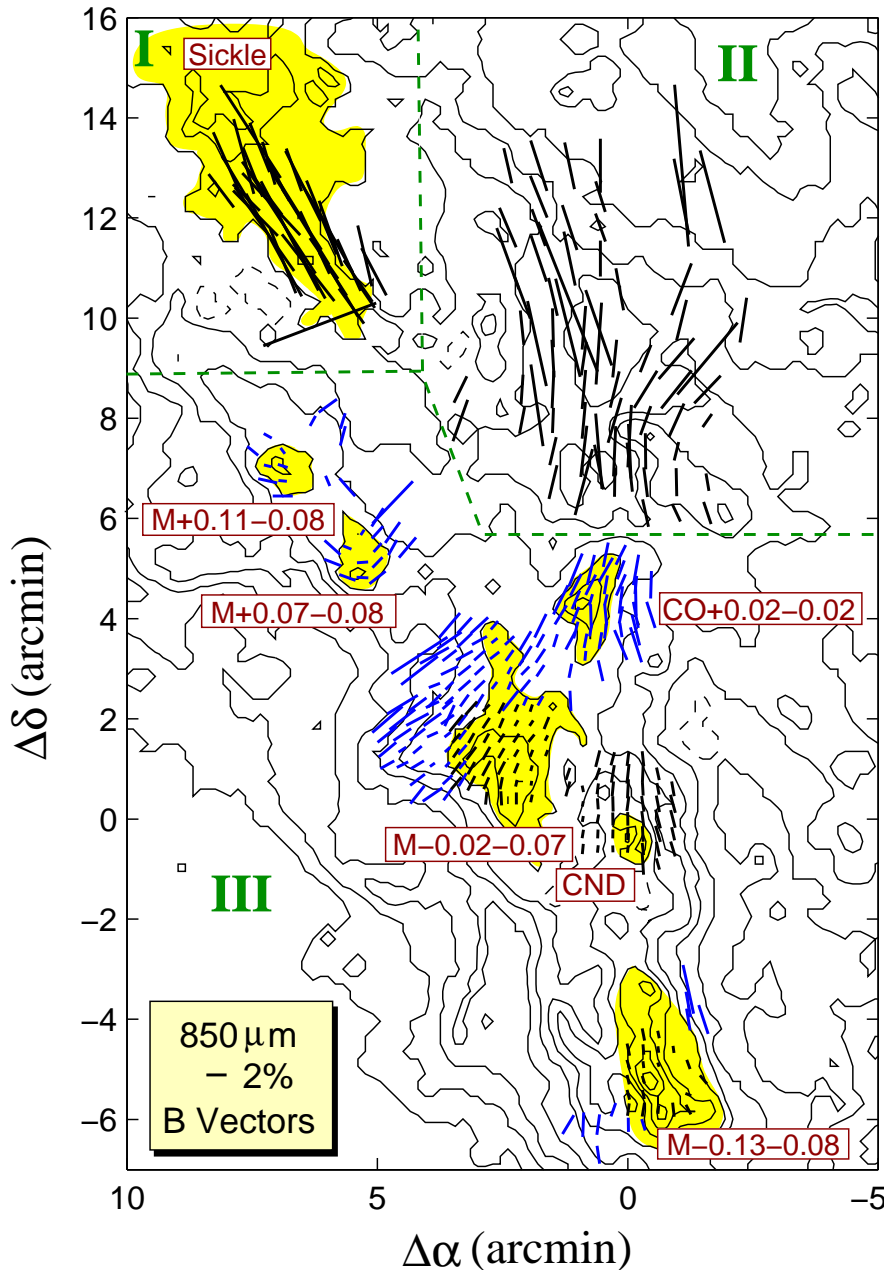 16
I
Sickle
II
14
12
10
8
M+0.11−0.08
6
M+0.07−0.08
CO+0.02−0.02
4
2
0
M−0.02−0.07
CND
III
−2
−4
850 μm
− 2%
B Vectors
−6
M−0.13−0.08
10
5
0
-5
Δα (arcmin)
Δδ (arcmin)